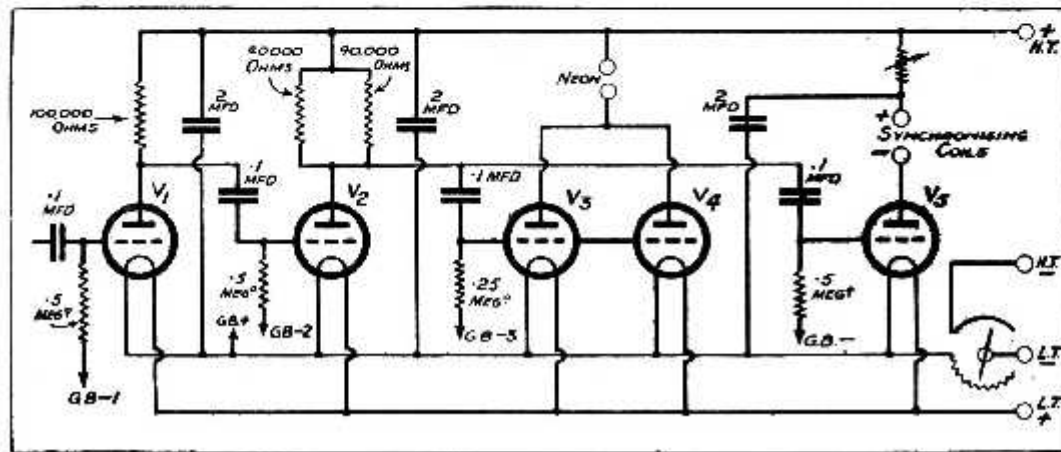 +
H.T.
80.000
OHMS
90.000
OHMS
NEON
2
MFD
2
MFD
2
MFD
100,000
OHMS
+
SYNCHRONISING
COILS
-
.1
MFD
V1
.1
MFD
V2
.1 MFD
V3
V4
.1
MFD
V5
H.T.
-
.5
MEGΩ
.5
MEGΩ
GB+
GB-2
.25
MEGΩ
GB-3
.5
MEGΩ
G.B.-
L.T.
-
GB-1
L.T.
+